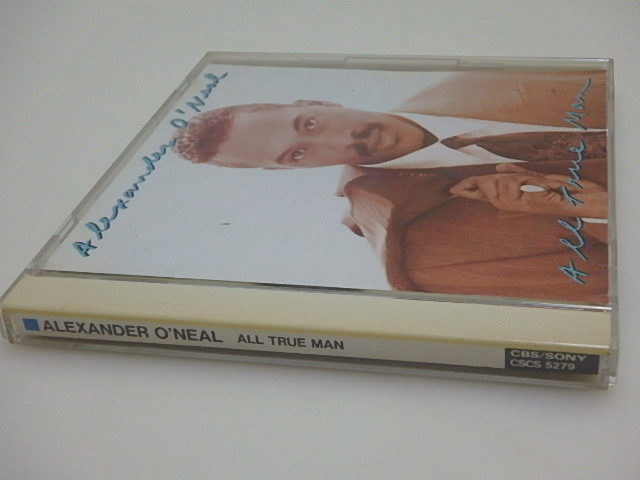 Alexander O'Neal
All True Man
ALEXANDER O'NEAL ALL TRUE MAN
CBS/SONY
CSCS 5279